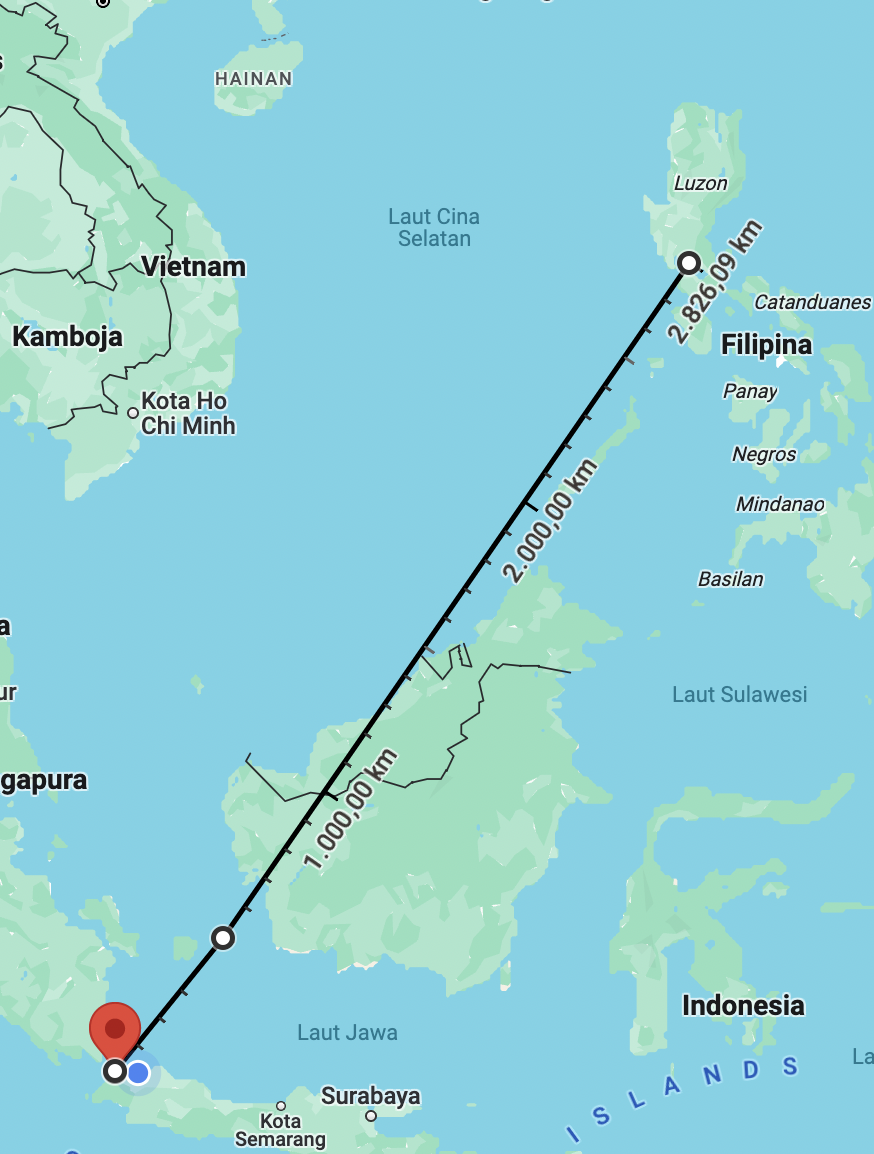 s
HAINAN
Luzon
Laut Cina
Selatan
2.826,09 km
Vietnam
Catanduanes
Kamboja
Filipina
Panay
Kota Ho
Chi Minh
Negros
2.000,00 km
Mindanao
Basilan
a
ur
Laut Sulawesi
gapura
1.000,00 km
Indonesia
Laut Jawa
La
ISLANDS
Surabaya
Kota
Semarang